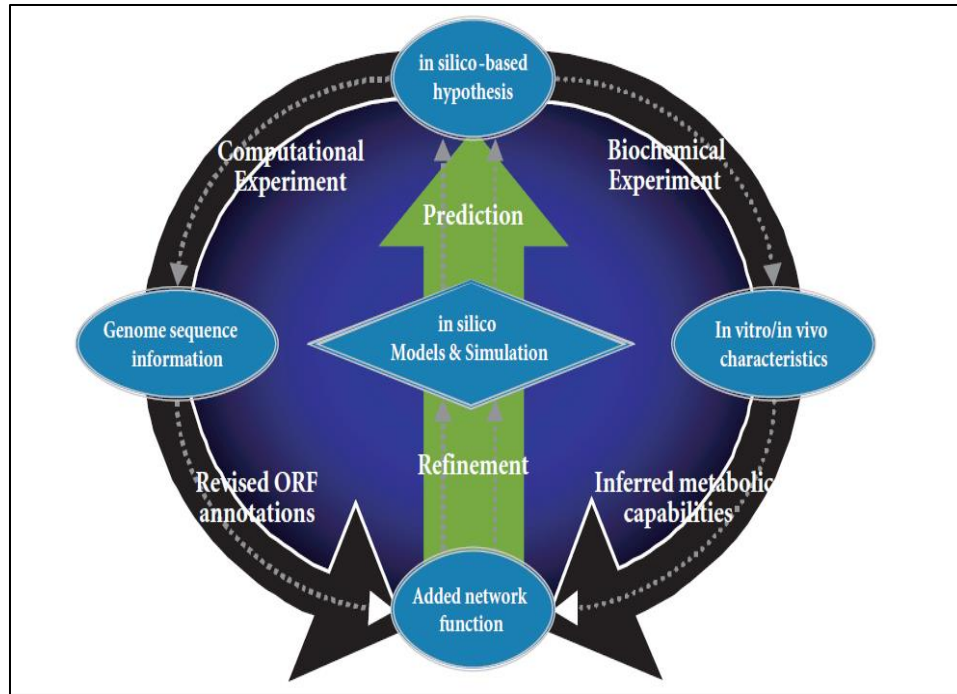 in silico-based
hypothesis
Computational
Experiment
Biochemical
Experiment
Prediction
Genome sequence
information
in silico
Models & Simulation
In vitro/in vivo
characteristics
Refinement
Revised ORF
annotations
Inferred metabolic
capabilities
Added network
function